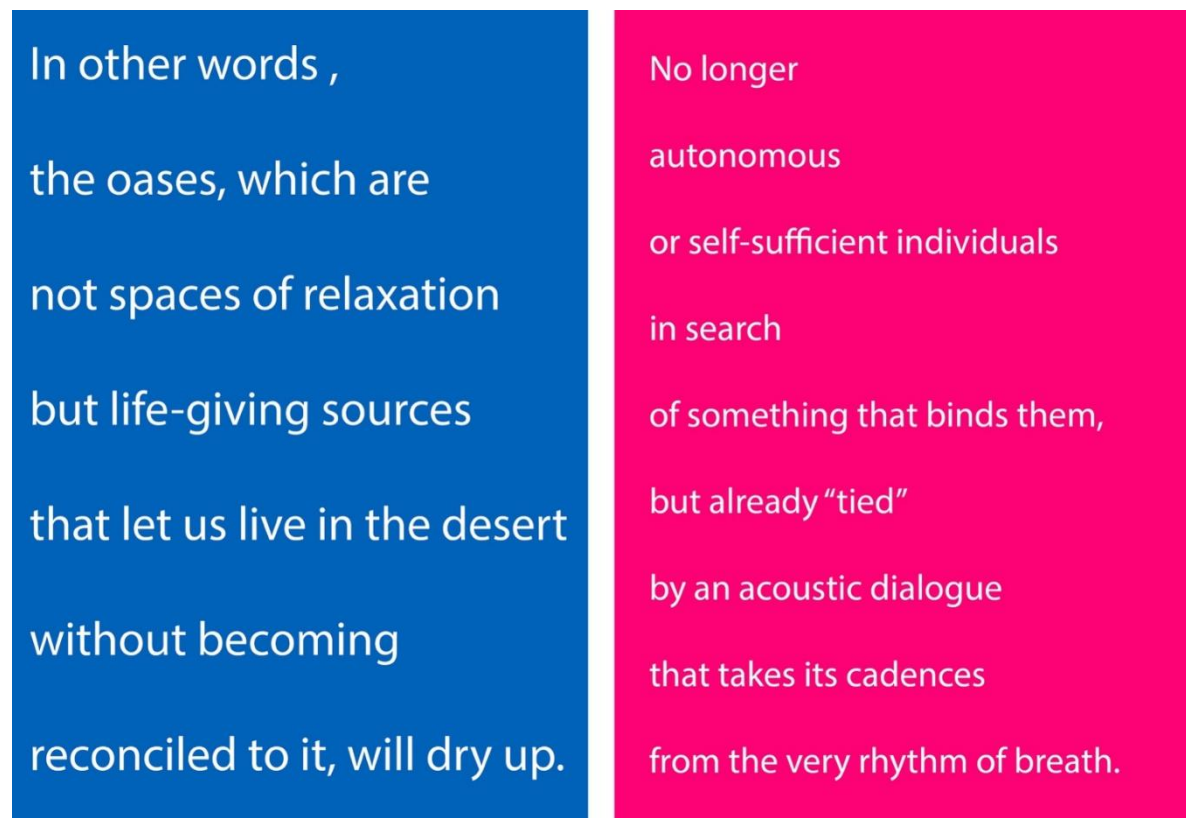 In other words ,
the oases, which are
not spaces of relaxation
but life-giving sources
that let us live in the desert
without becoming
reconciled to it, will dry up.
No longer
autonomous
or self-sufficient individuals
in search
of something that binds them,
but already “tied”
by an acoustic dialogue
that takes its cadences
from the very rhythm of breath.